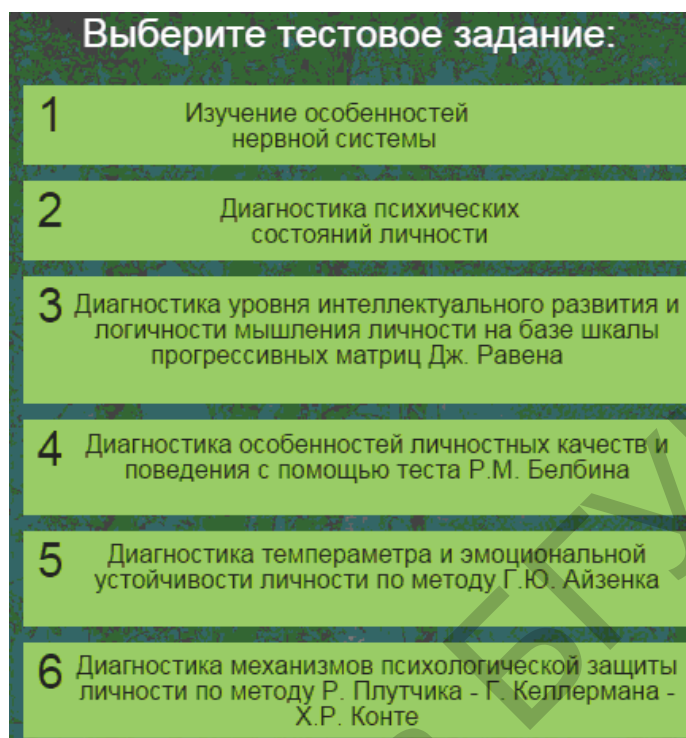 Выберите тестовое задание:
1 Изучение особенностей
нервной системы
2 Диагностика психических
состояний личности
3 Диагностика уровня интеллектуального развития и
логичности мышления личности на базе шкалы
прогрессивных матриц Дж. Равена
4 Диагностика особенностей личностных качеств и
поведения с помощью теста Р.М. Белбина
5 Диагностика темпераметра и эмоциональной
устойчивости личности по методу Г.Ю. Айзенка
6 Диагностика механизмов психологической защиты
личности по методу Р. Плутчика - Г. Келлермана -
Х.Р. Конте